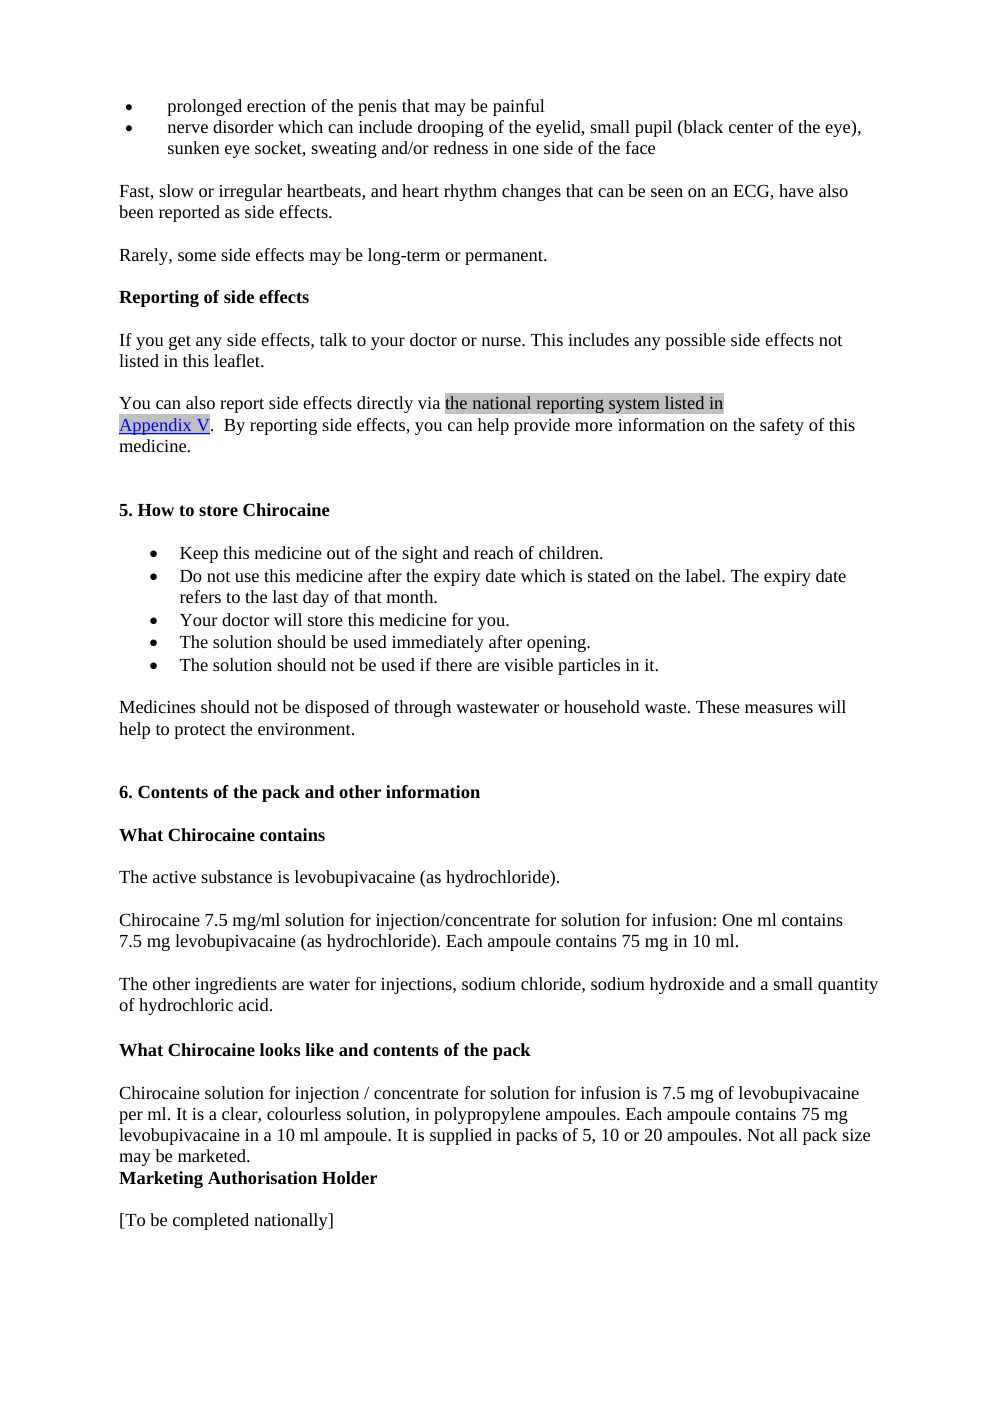 • prolonged erection of the penis that may be painful
• nerve disorder which can include drooping of the eyelid, small pupil (black center of the eye),
sunken eye socket, sweating and/or redness in one side of the face
Fast, slow or irregular heartbeats, and heart rhythm changes that can be seen on an ECG, have also
been reported as side effects.
Rarely, some side effects may be long-term or permanent.
Reporting of side effects
If you get any side effects, talk to your doctor or nurse. This includes any possible side effects not
listed in this leaflet.
You can also report side effects directly via the national reporting system listed in
Appendix V.  By reporting side effects, you can help provide more information on the safety of this
medicine.
5. How to store Chirocaine
• Keep this medicine out of the sight and reach of children.
• Do not use this medicine after the expiry date which is stated on the label. The expiry date
refers to the last day of that month.
• Your doctor will store this medicine for you.
• The solution should be used immediately after opening.
• The solution should not be used if there are visible particles in it.
Medicines should not be disposed of through wastewater or household waste. These measures will
help to protect the environment.
6. Contents of the pack and other information
What Chirocaine contains
The active substance is levobupivacaine (as hydrochloride).
Chirocaine 7.5 mg/ml solution for injection/concentrate for solution for infusion: One ml contains
7.5 mg levobupivacaine (as hydrochloride). Each ampoule contains 75 mg in 10 ml.
The other ingredients are water for injections, sodium chloride, sodium hydroxide and a small quantity
of hydrochloric acid.
What Chirocaine looks like and contents of the pack
Chirocaine solution for injection / concentrate for solution for infusion is 7.5 mg of levobupivacaine
per ml. It is a clear, colourless solution, in polypropylene ampoules. Each ampoule contains 75 mg
levobupivacaine in a 10 ml ampoule. It is supplied in packs of 5, 10 or 20 ampoules. Not all pack size
may be marketed.
Marketing Authorisation Holder
[To be completed nationally]